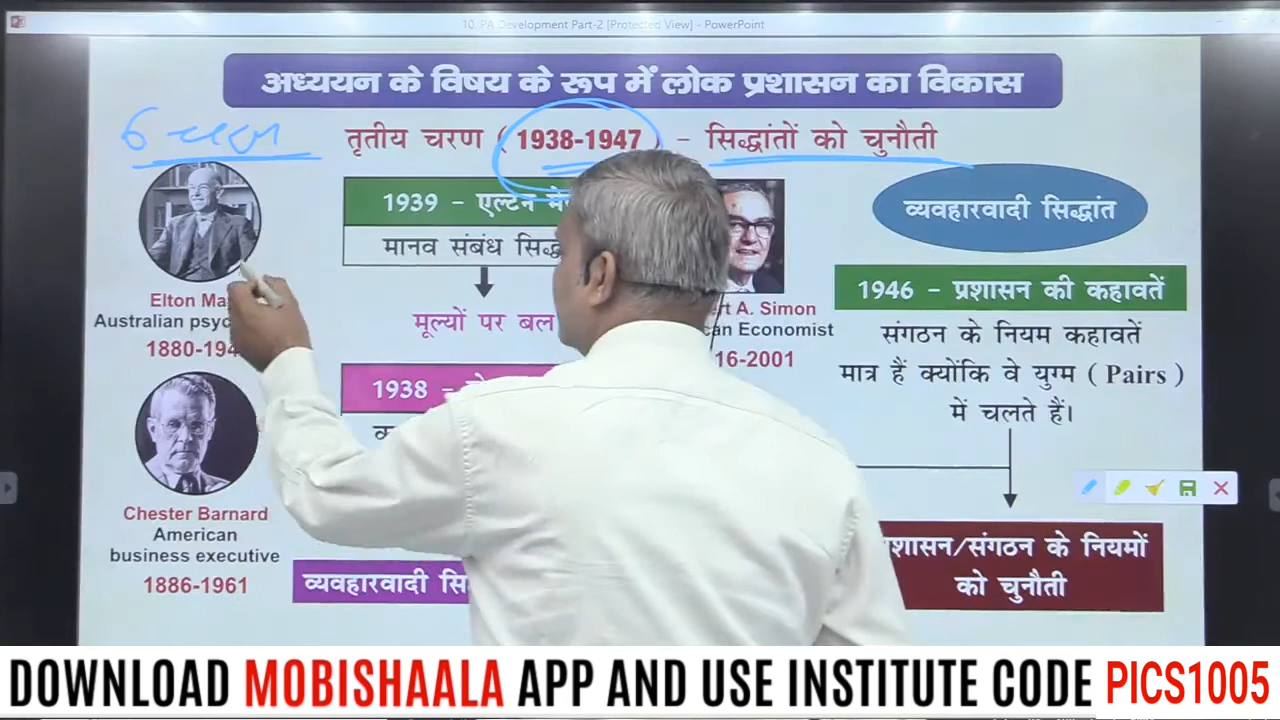 10. PA Development Part-2 [Protected View] - PowerPoint
अध्ययन के विषय के रूप में लोक प्रशासन का विकास
6 चरण
तृतीय चरण ( 1938-1947 ) - सिद्धांतों को चुनौती
1939 - एल्टन
मानव संबंध
मूल्यों पर बल
Elton
Australian
1880-194
1938 -
Chester Barnard
American
business executive
1886-1961
व्यवहारवादी
A. Simon
Economist
16-2001
व्यवहारवादी सिद्धांत
1946 - प्रशासन की कहावतें
संगठन के नियम कहावतें
मात्र हैं क्योंकि वे युग्म ( Pairs )
में चलते हैं।
प्रशासन/संगठन के नियमों
को चुनौती
DOWNLOAD MOBISHAALA APP AND USE INSTITUTE CODE PICS1005